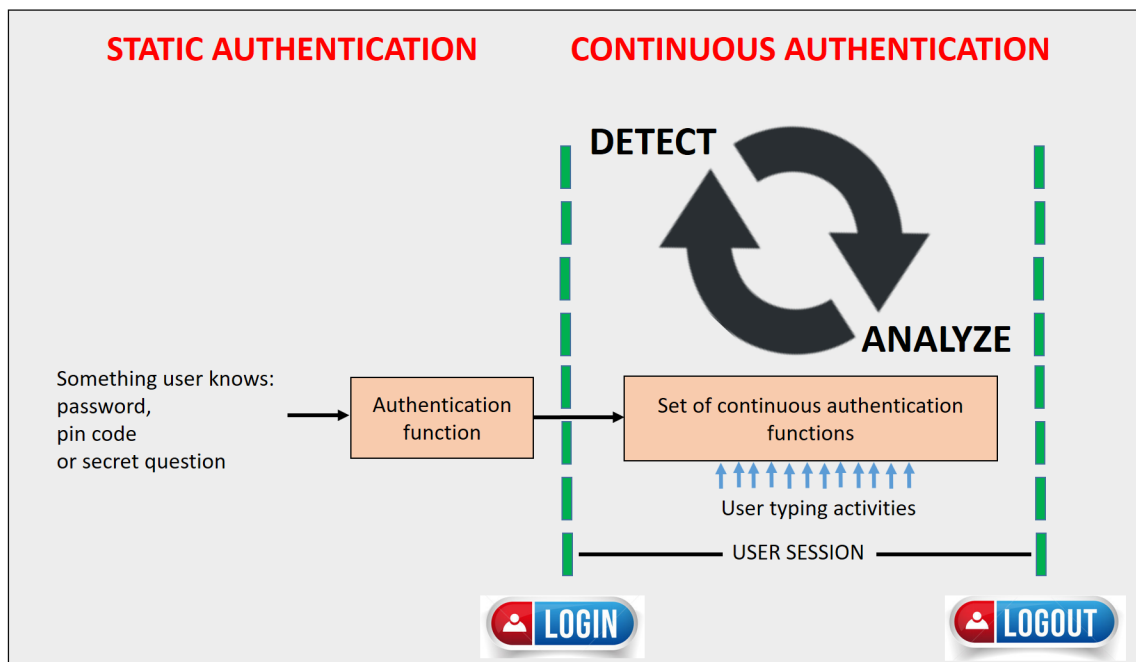 STATIC AUTHENTICATION
CONTINUOUS AUTHENTICATION
DETECT
ANALYZE
Something user knows:
password,
pin code
or secret question
Authentication
function
Set of continuous authentication
functions
User typing activities
USER SESSION
LOGIN
LOGOUT